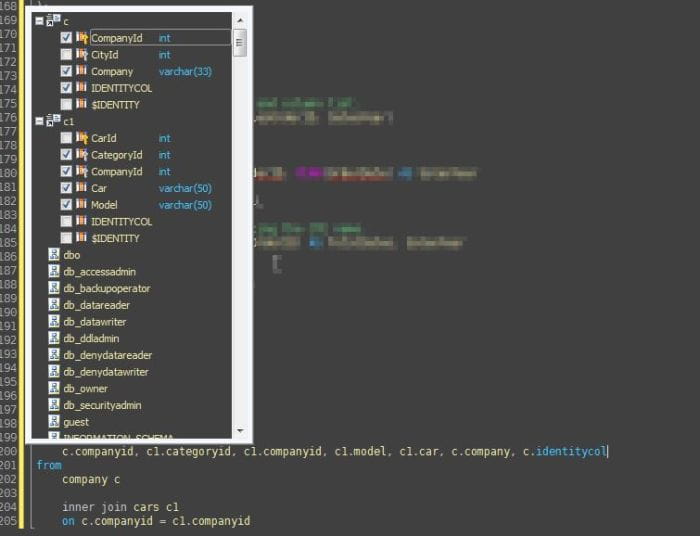 168 );
169
170
171
172
173
174
175
176
177
178
179
180
181
182
183
184
185
186
187
188
189
190
191
192
193
194
195
196
197
198
199
c
CompanyId int
CityId int
Company varchar(33)
IDENTITYCOL
$IDENTITY
c1
CarId int
CategoryId int
CompanyId int
Car varchar(50)
Model varchar(50)
IDENTITYCOL
$IDENTITY
dbo
db_accessadmin
db_backupoperator
db_datareader
db_datawriter
db_ddladmin
db_denydatareader
db_denydatawriter
db_owner
db_securityadmin
guest
INFORMATION_SCHEMA
200 c.companyid, c1.categoryid, c1.companyid, c1.model, c1.car, c.company, c.identitycol
201 from
202 company c
203
204 inner join cars c1
205 on c.companyid = c1.companyid